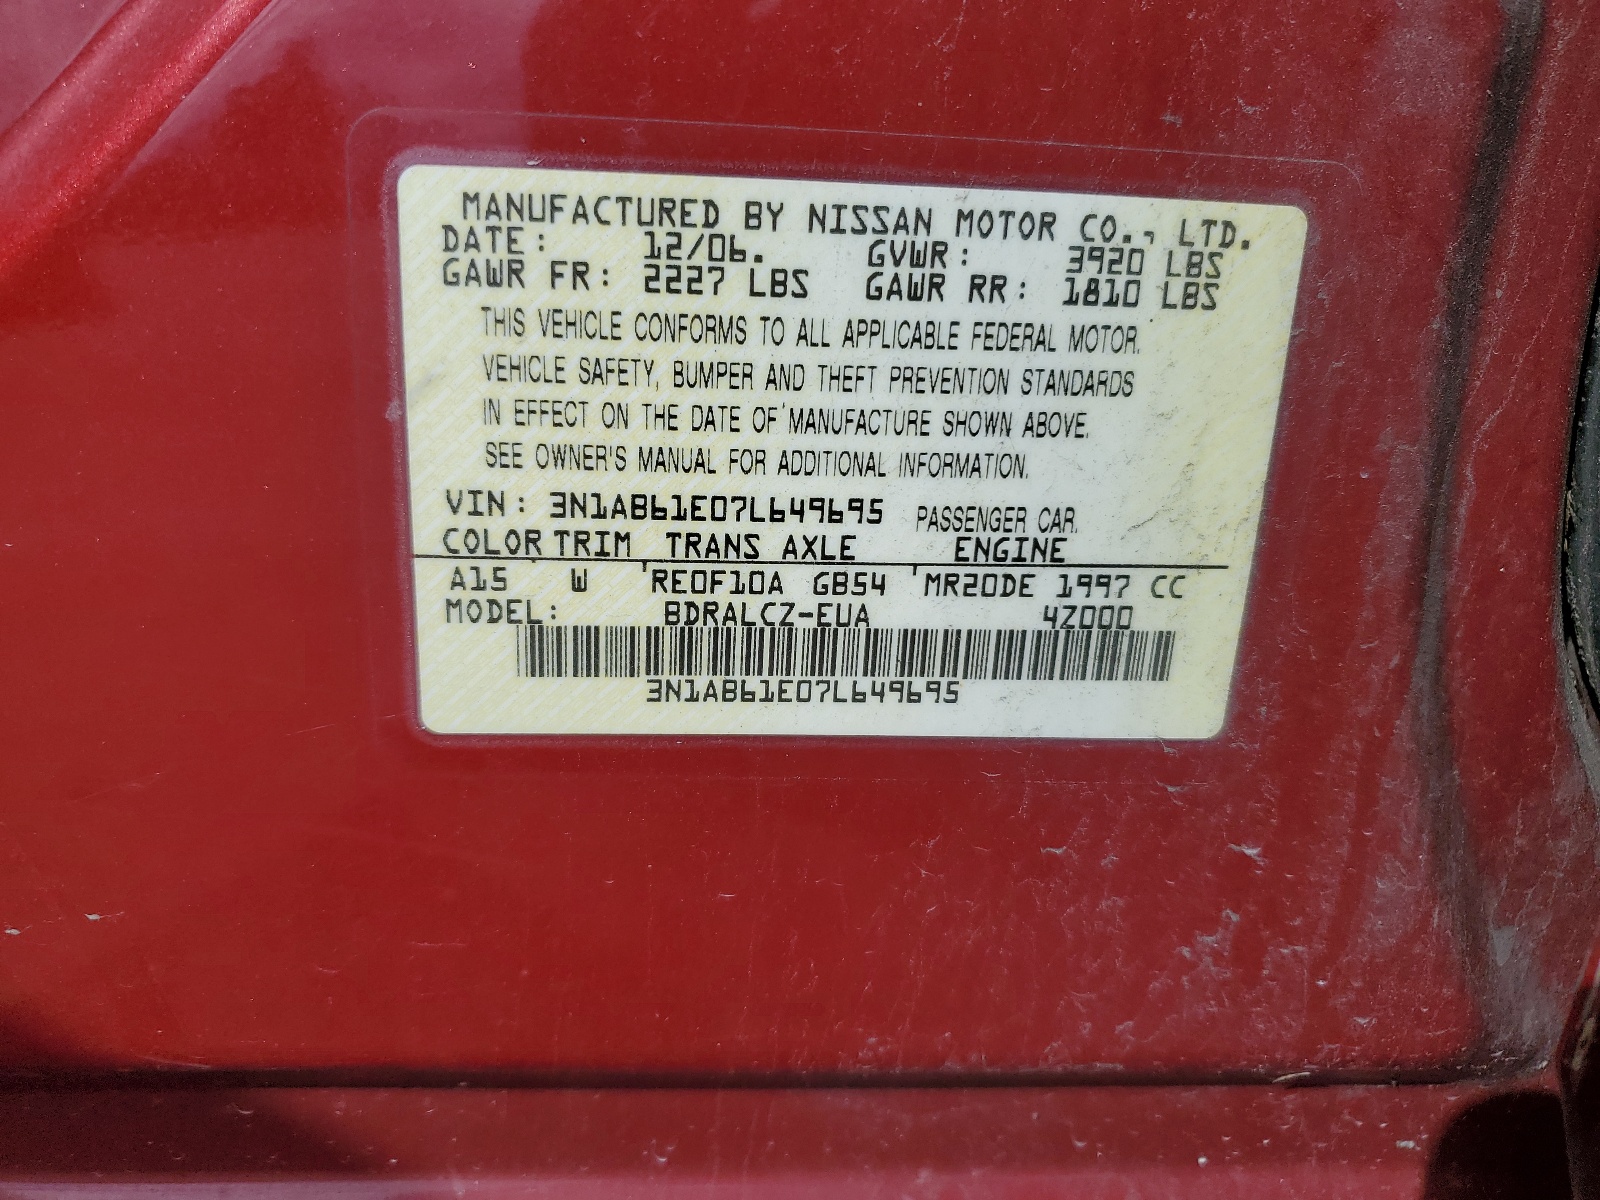 MANUFACTURED BY NISSAN MOTOR CO., LTD.
DATE: 12/06. GVWR: 3920 LBS
GAWR FR: 2227 LBS GAWR RR: 1810 LBS
THIS VEHICLE CONFORMS TO ALL APPLICABLE FEDERAL MOTOR
VEHICLE SAFETY, BUMPER AND THEFT PREVENTION STANDARDS
IN EFFECT ON THE DATE OF MANUFACTURE SHOWN ABOVE.
SEE OWNER'S MANUAL FOR ADDITIONAL INFORMATION.
VIN: 3N1AB61E07L649695 PASSENGER CAR
COLOR TRIM TRANS AXLE ENGINE
A15 W RE0F10A GB54 MR20DE 1997 CC
MODEL: BDRALCZ-EUA 42000
3N1AB61E07L649695